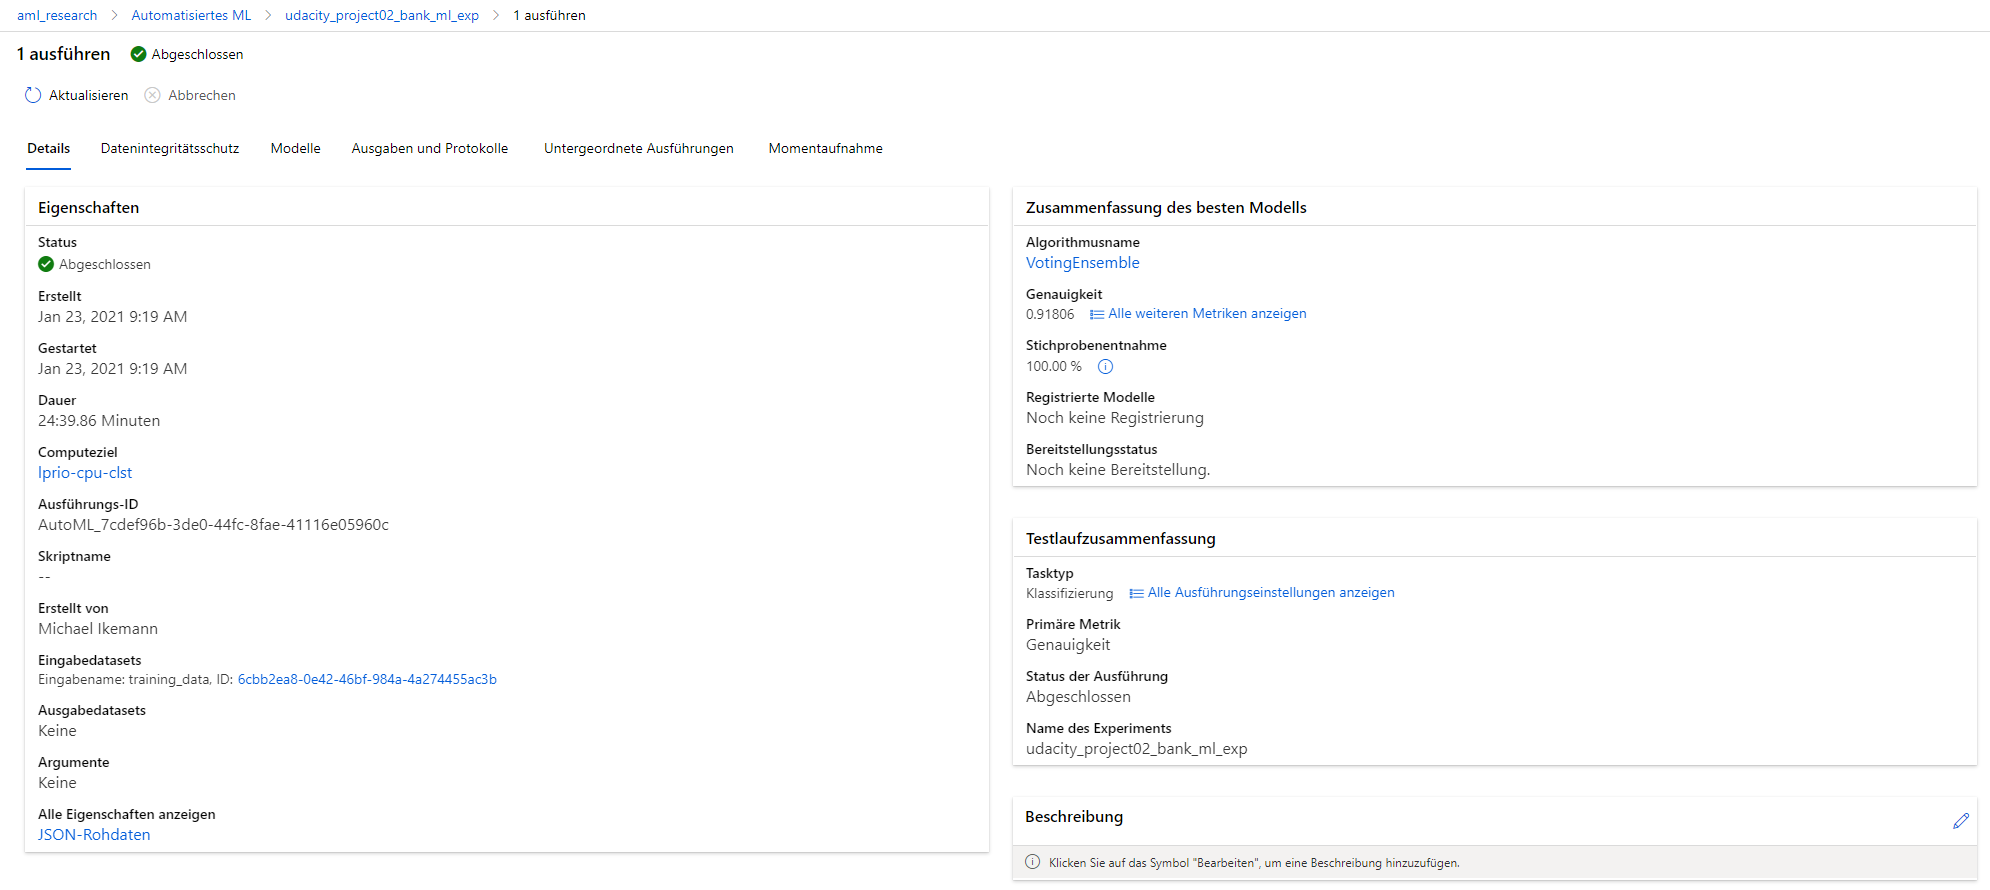 aml_research > Automatisiertes ML > udacity_project02_bank_ml_exp > 1 ausführen
1 ausführen Abgeschlossen
Aktualisieren Abbrechen
Details Datenintegritätsschutz Modelle Ausgaben und Protokolle Untergeordnete Ausführungen Momentaufnahme
Eigenschaften
Status
Abgeschlossen
Erstellt
Jan 23, 2021 9:19 AM
Gestartet
Jan 23, 2021 9:19 AM
Dauer
24:39.86 Minuten
Computeziel
lprio-cpu-clst
Ausführungs-ID
AutoML_7cdef96b-3de0-44fc-8fae-41116e05960c
Skriptname
--
Erstellt von
Michael Ikemann
Eingabedatasets
Eingabename: training_data, ID: 6cbb2ea8-0e42-46bf-984a-4a274455ac3b
Ausgabedatasets
Keine
Argumente
Keine
Alle Eigenschaften anzeigen
JSON-Rohdaten
Zusammenfassung des besten Modells
Algorithmusname
VotingEnsemble
Genauigkeit
0.91806 Alle weiteren Metriken anzeigen
Stichprobenentnahme
100.00 %
Registrierte Modelle
Noch keine Registrierung
Bereitstellungsstatus
Noch keine Bereitstellung.
Testlaufzusammenfassung
Tasktyp
Klassifizierung Alle Ausführungseinstellungen anzeigen
Primäre Metrik
Genauigkeit
Status der Ausführung
Abgeschlossen
Name des Experiments
udacity_project02_bank_ml_exp
Beschreibung
Klicken Sie auf das Symbol "Bearbeiten", um eine Beschreibung hinzuzufügen.